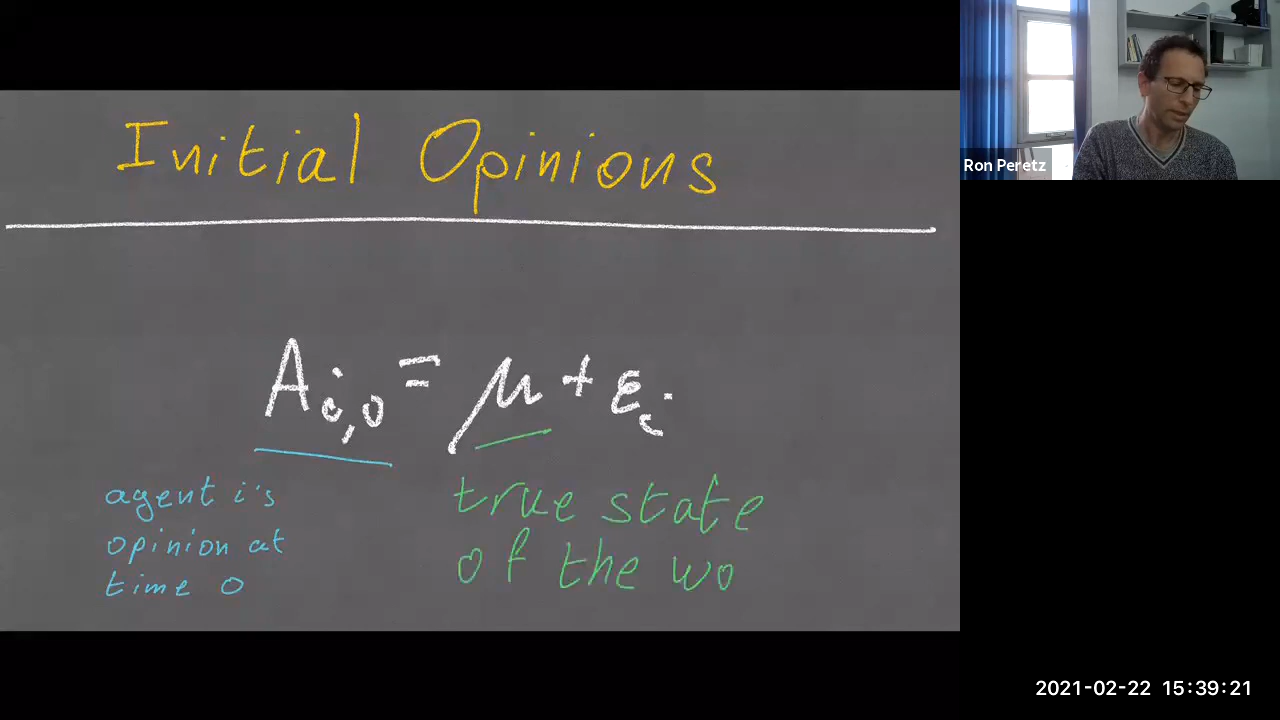 Initial Opinions
A_{i,0} = μ + ε_i
agent i's
opinion at
time 0
true state
of the wo
Ron Peretz
2021-02-22 15:39:21